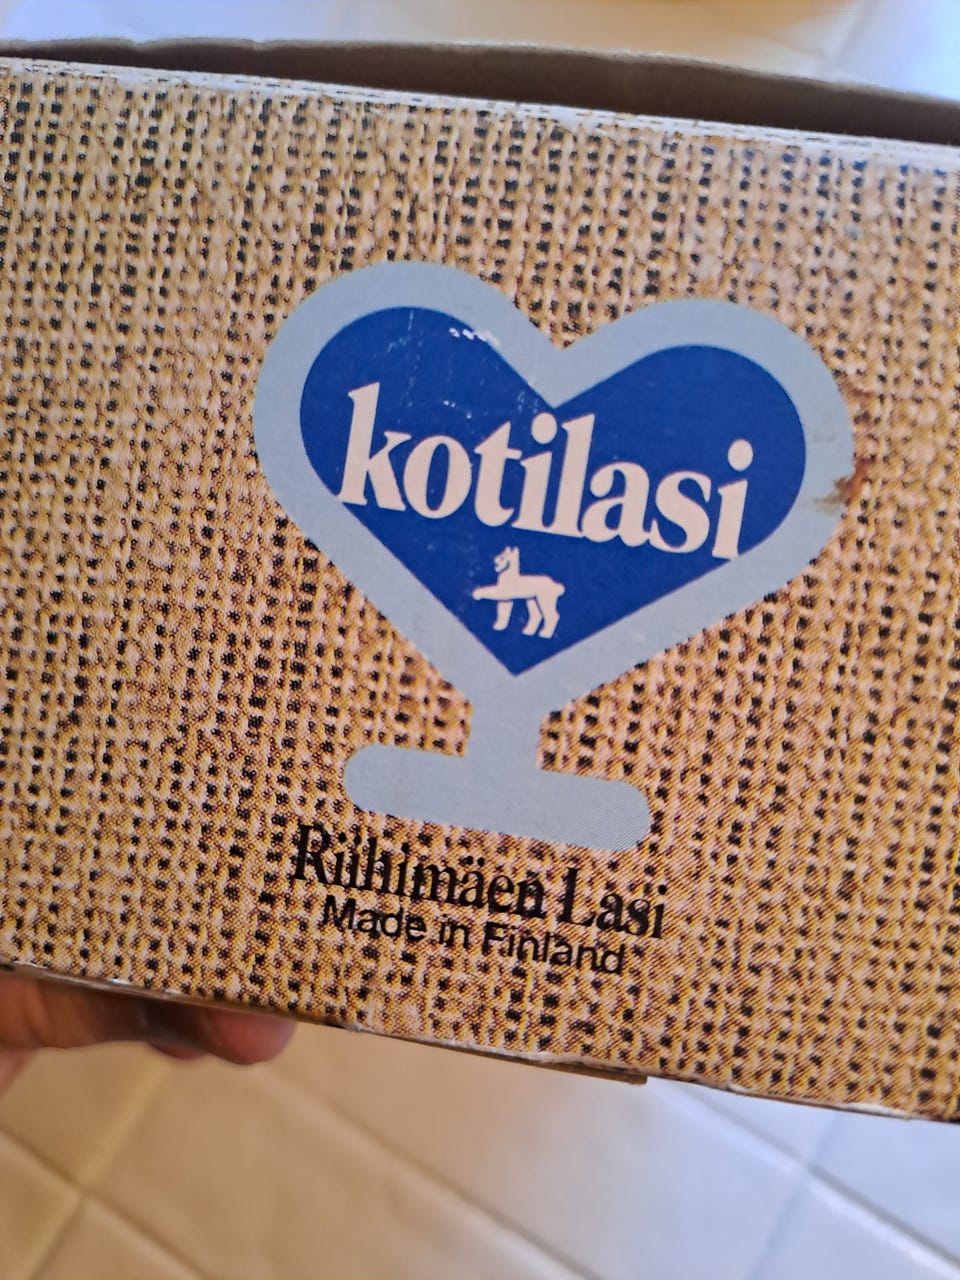 kotilasi
Riihimäen Lasi
Made in Finland